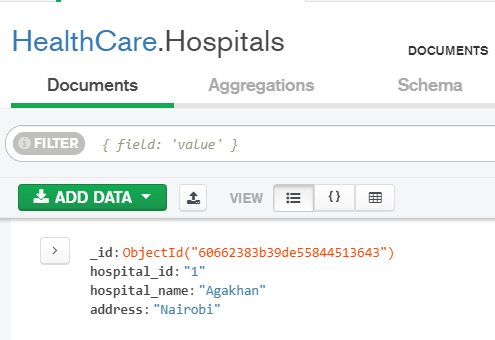 HealthCare.Hospitals
DOCUMENTS
Documents Aggregations Schema
FILTER { field: 'value' }
ADD DATA VIEW {}
_id: ObjectId("60662383b39de55844513643")
hospital_id: "1"
hospital_name: "Agakhan"
address: "Nairobi"